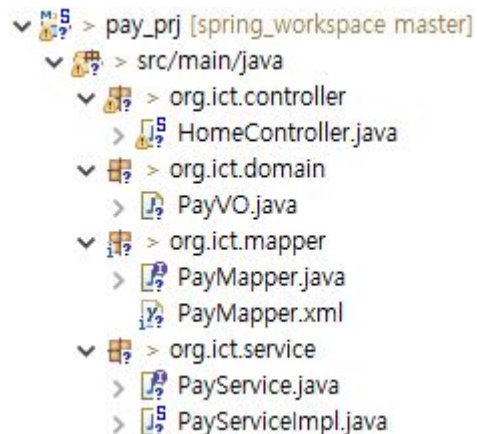 > pay_prj [spring_workspace master]
> src/main/java
> org.ict.controller
> HomeController.java
> org.ict.domain
> PayVO.java
> org.ict.mapper
> PayMapper.java
PayMapper.xml
> org.ict.service
> PayService.java
> PayServiceImpl.java